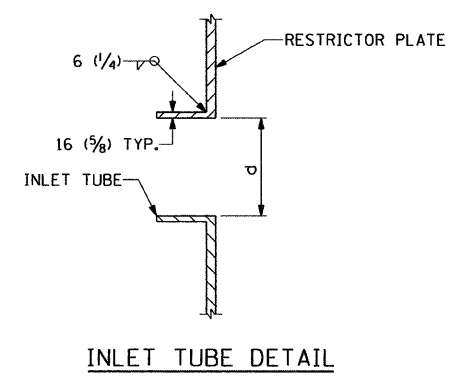 RESTRICTOR PLATE
6 (1/4)
16 (5/8) TYP.
d
INLET TUBE
INLET TUBE DETAIL